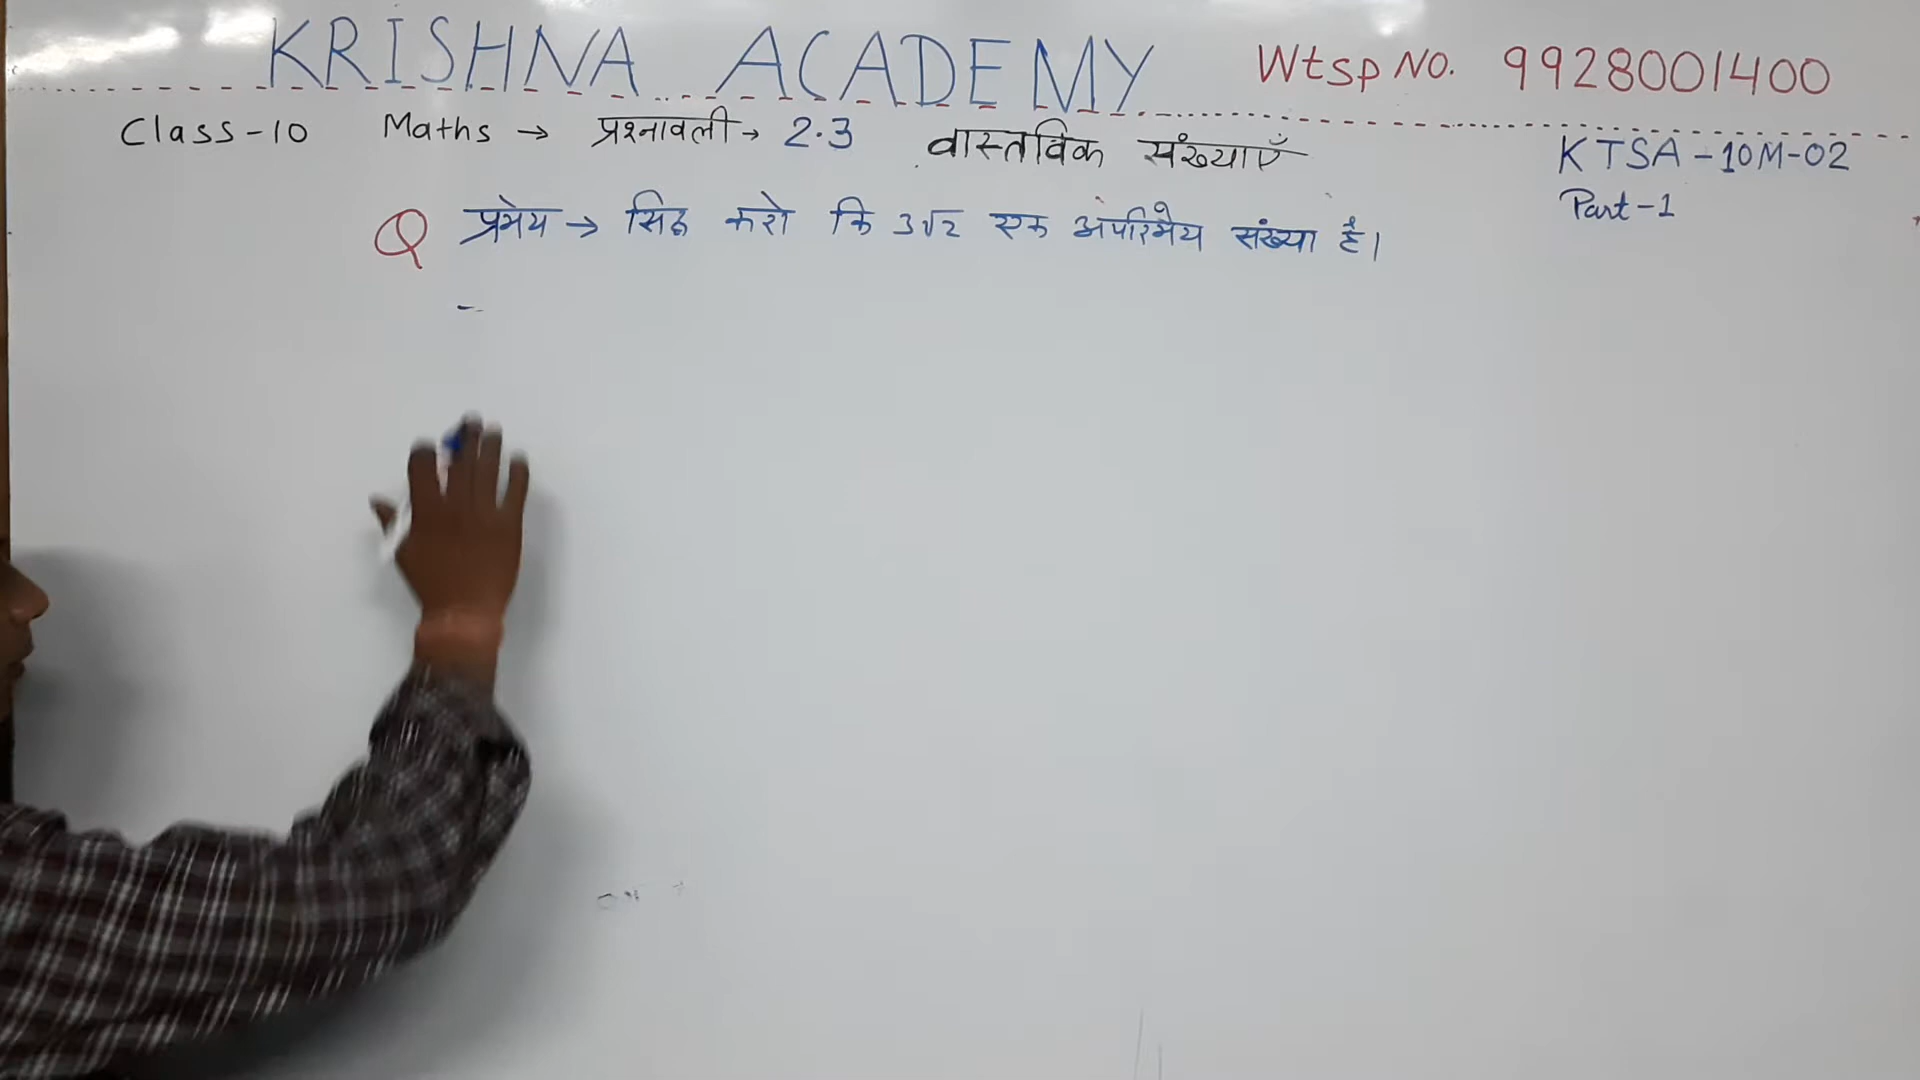 KRISHNA ACADEMY Wtsp NO. 9928001400
Class-10 Maths → प्रश्नावली → 2.3 वास्तविक संख्याएँ KTSA-10M-02
Part-1
Q प्रमेय → सिद्ध करो कि 3√2 एक अपरिमेय संख्या है।